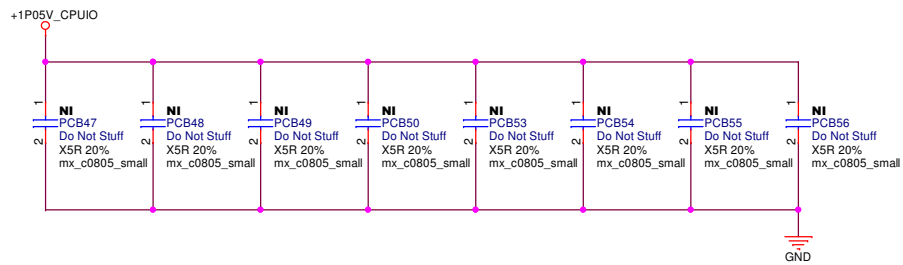 +1P05V_CPUIO
1
2
NI
PCB47
Do Not Stuff
X5R 20%
mx_c0805_small
1
2
NI
PCB48
Do Not Stuff
X5R 20%
mx_c0805_small
1
2
NI
PCB49
Do Not Stuff
X5R 20%
mx_c0805_small
1
2
NI
PCB50
Do Not Stuff
X5R 20%
mx_c0805_small
1
2
NI
PCB53
Do Not Stuff
X5R 20%
mx_c0805_small
1
2
NI
PCB54
Do Not Stuff
X5R 20%
mx_c0805_small
1
2
NI
PCB55
Do Not Stuff
X5R 20%
mx_c0805_small
1
2
NI
PCB56
Do Not Stuff
X5R 20%
mx_c0805_small
GND